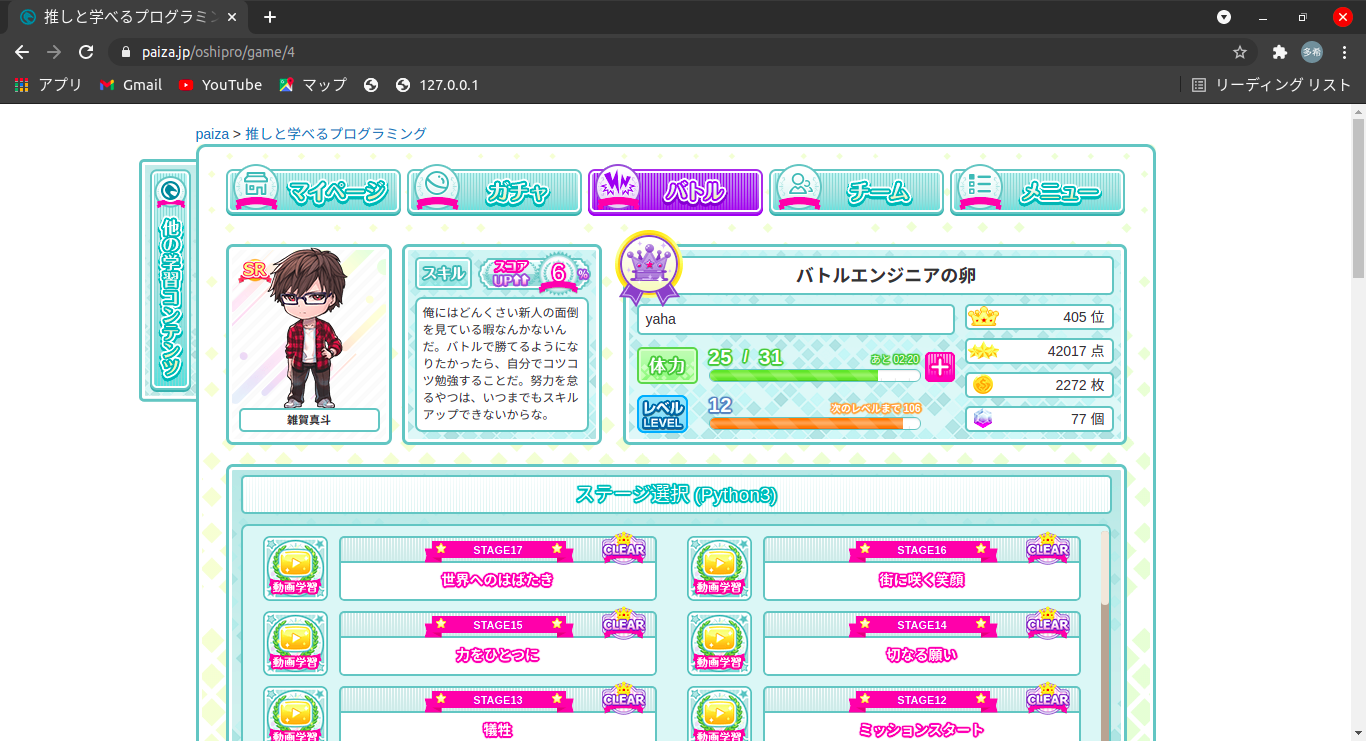 推しと学べるプログラミン
paiza.jp/oshipro/game/4
多希
アプリ
Gmail
YouTube
マップ
127.0.0.1
リーディング リスト
paiza > 推しと学べるプログラミング
他の学習コンテンツ
マイページ
ガチャ
バトル
チーム
メニュー
SR
雑賀真斗
スキル
スコア
UP
6
%
俺にはどんくさい新人の面倒
を見ている暇なんかないん
だ。バトルで勝てるようにな
りたかったら、自分でコツコ
ツ勉強することだ。努力を怠
るやつは、いつまでもスキル
アップできないからな。
バトルエンジニアの卵
yaha
405 位
体力
25 / 31
あと 02:20
42017 点
2272 枚
レベル
LEVEL
12
次のレベルまで 106
77 個
ステージ選択 (Python3)
動画学習
STAGE17
CLEAR
世界へのはばたき
動画学習
STAGE16
CLEAR
街に咲く笑顔
動画学習
STAGE15
CLEAR
力をひとつに
動画学習
STAGE14
CLEAR
切なる願い
動画学習
STAGE13
CLEAR
犠牲
動画学習
STAGE12
CLEAR
ミッションスタート